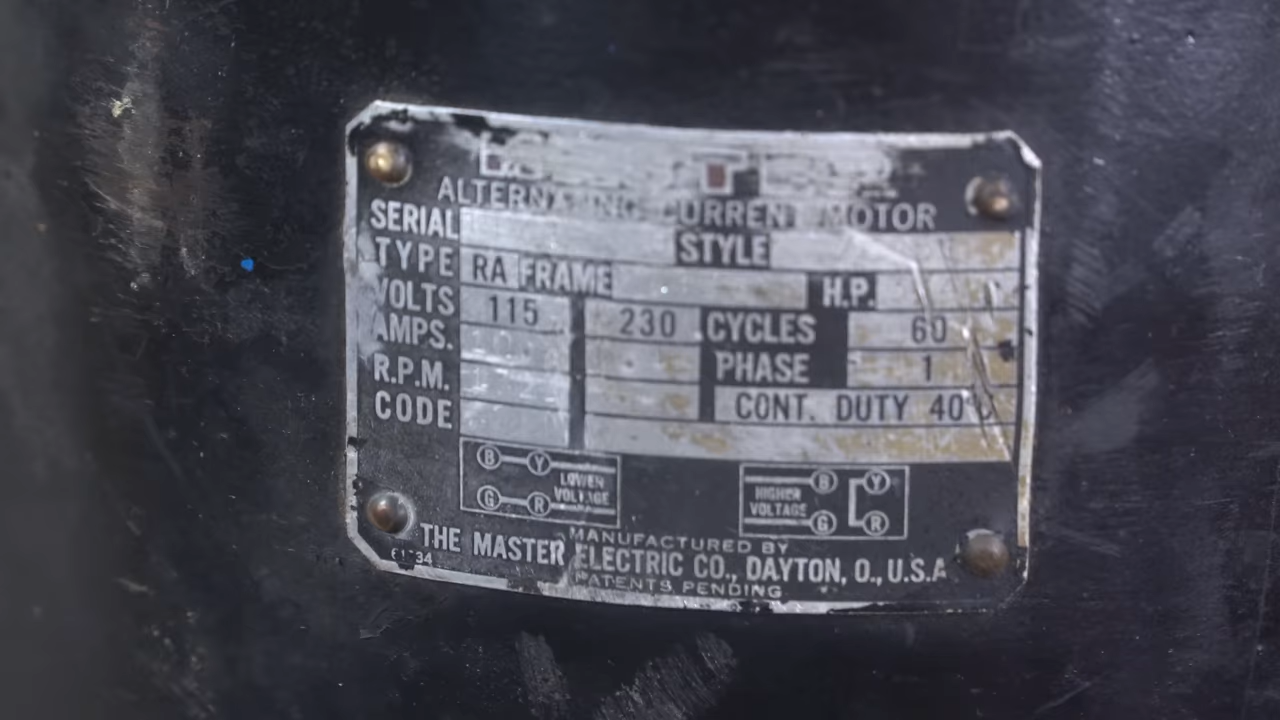 ALTERNATING CURRENT MOTOR
SERIAL STYLE
TYPE RA FRAME H.P.
VOLTS 115 230 CYCLES 60
AMPS. PHASE 1
R.P.M. CONT. DUTY 40°
CODE
B Y LOWER VOLTAGE G R
HIGHER VOLTAGE B Y G R
MANUFACTURED BY
THE MASTER ELECTRIC CO., DAYTON, O., U.S.A
PATENTS PENDING